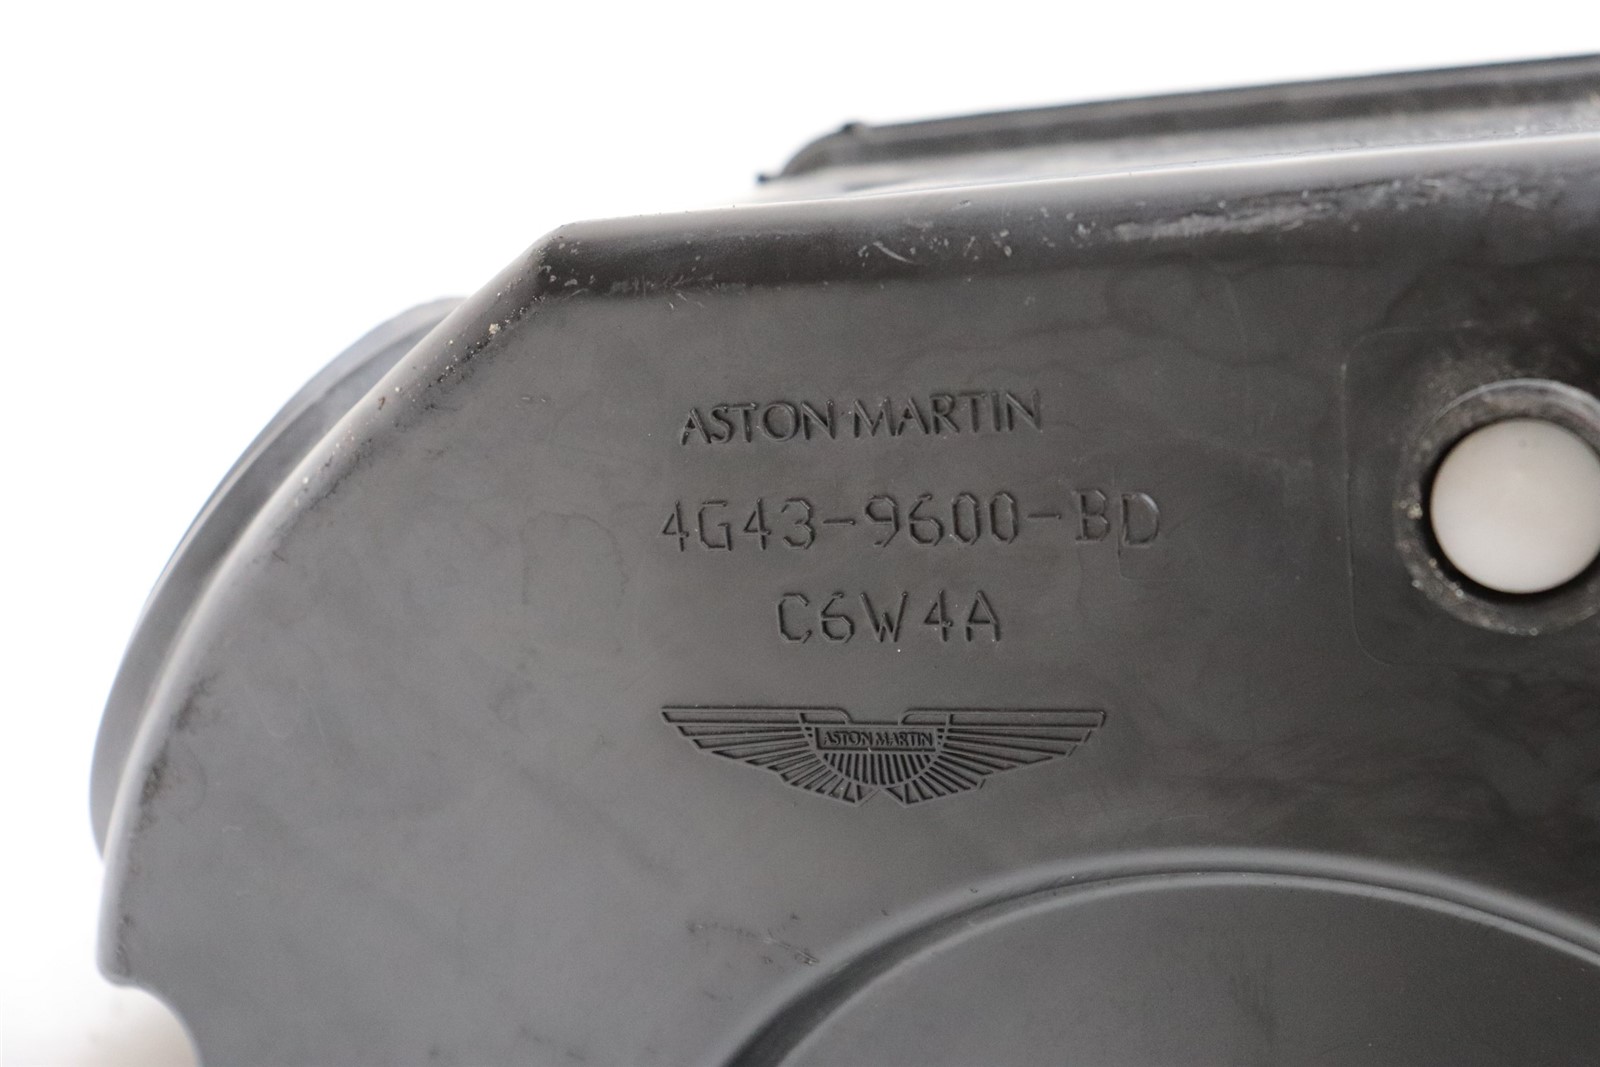 ASTON MARTIN
4G43-9600-BD
C6W4A
ASTON MARTIN